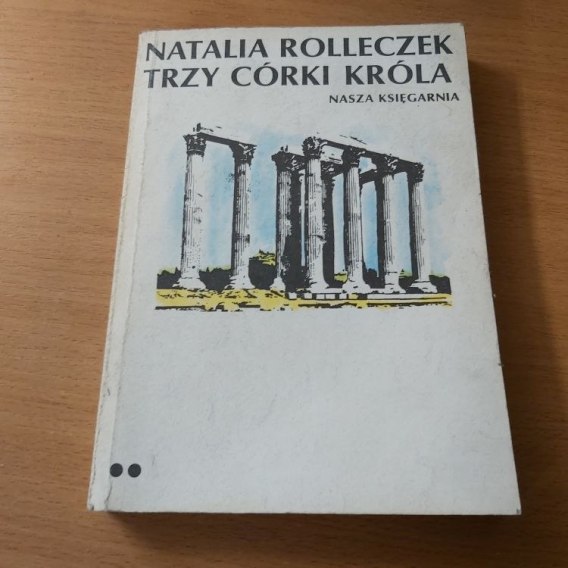 NATALIA ROLLECZEK
TRZY CÓRKI KRÓLA
NASZA KSIĘGARNIA